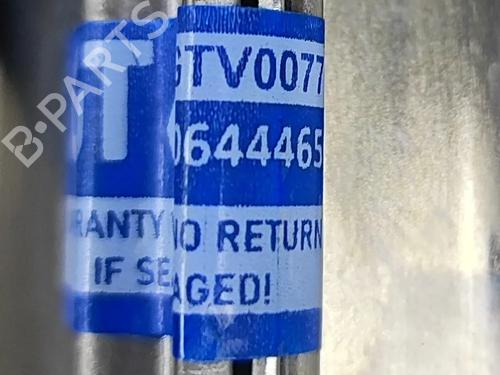 GTV0077
T 0644465
RANTY NO RETURN
IF SE AGED!
B·PARTS